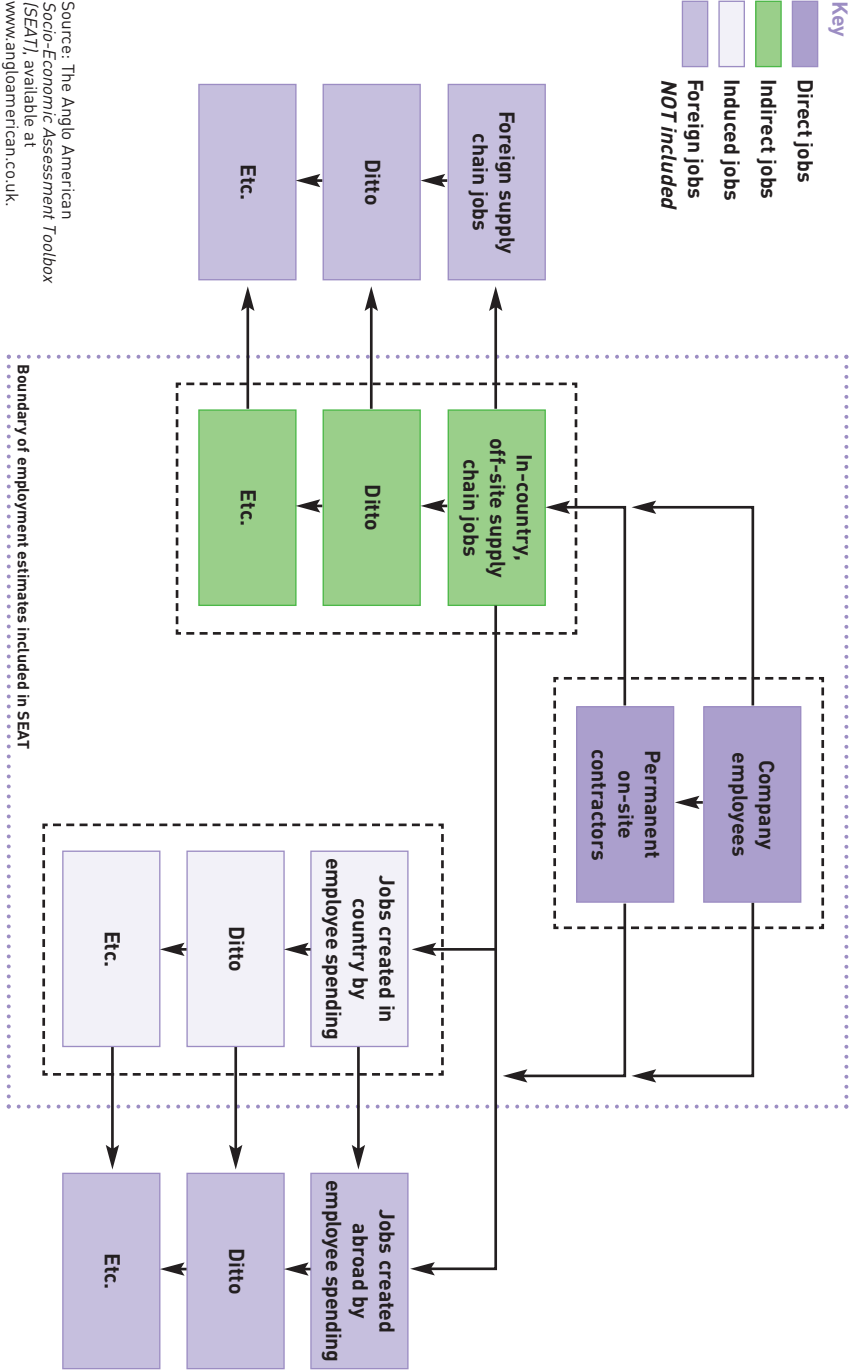 Key
Direct jobs
Indirect jobs
Induced jobs
Foreign jobs
NOT included
Company
employees
Permanent
on-site
contractors
Foreign supply
chain jobs
Ditto
Etc.
In-country,
off-site supply
chain jobs
Ditto
Etc.
Jobs created in
country by
employee spending
Ditto
Etc.
Jobs created
abroad by
employee spending
Ditto
Etc.
Boundary of employment estimates included in SEAT
Source: The Anglo American
Socio-Economic Assessment Toolbox
(SEAT), available at
www.angloamerican.co.uk.